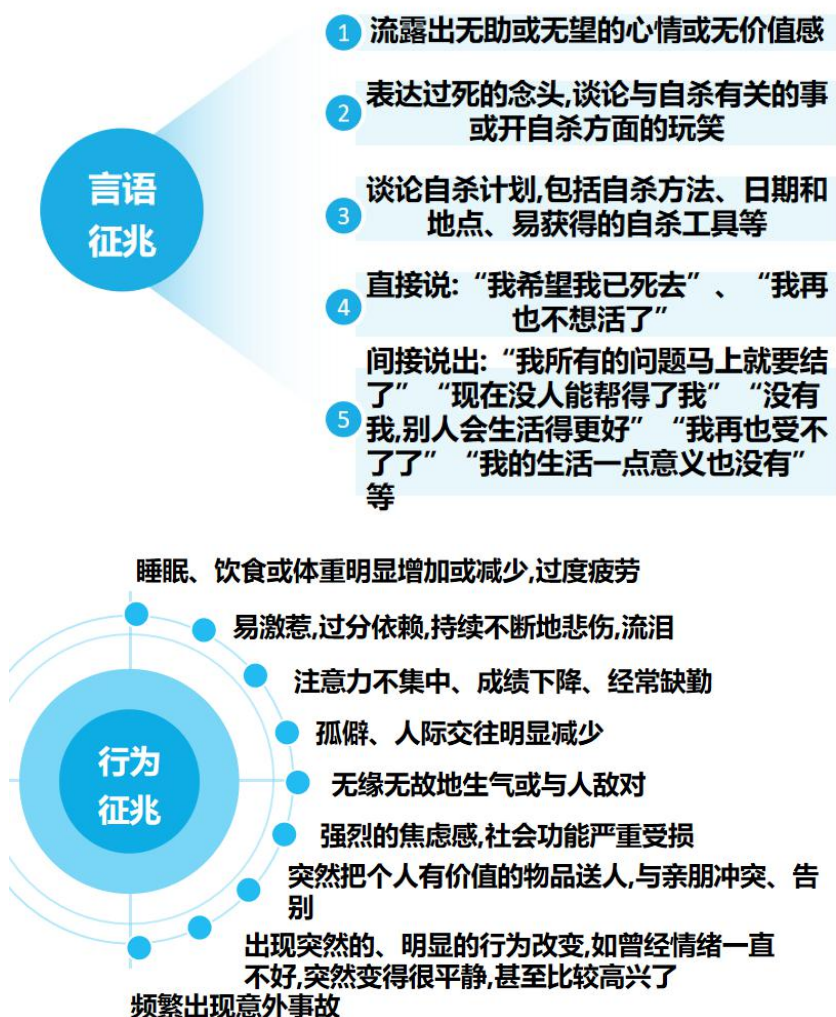 言语
征兆
1 流露出无助或无望的心情或无价值感
2 表达过死的念头,谈论与自杀有关的事
或开自杀方面的玩笑
3 谈论自杀计划,包括自杀方法、日期和
地点、易获得的自杀工具等
4 直接说:“我希望我已死去”、“我再
也不想活了”
5 间接说出:“我所有的问题马上就要结
了”“现在没人能帮得了我”“没有
我,别人会生活得更好”“我再也受不
了了”“我的生活一点意义也没有”
等
行为
征兆
睡眠、饮食或体重明显增加或减少,过度疲劳
易激惹,过分依赖,持续不断地悲伤,流泪
注意力不集中、成绩下降、经常缺勤
孤僻、人际交往明显减少
无缘无故地生气或与人敌对
强烈的焦虑感,社会功能严重受损
突然把个人有价值的物品送人,与亲朋冲突、告
别
出现突然的、明显的行为改变,如曾经情绪一直
不好,突然变得很平静,甚至比较高兴了
频繁出现意外事故